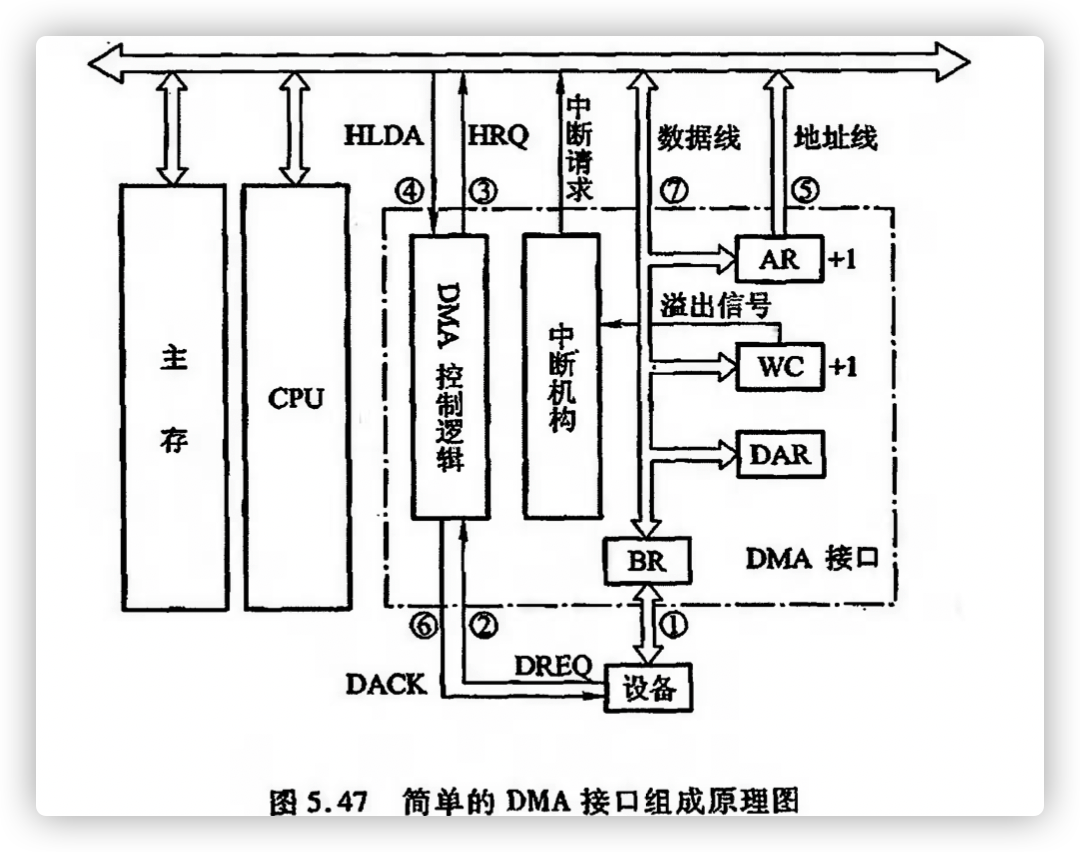 HLDA
HRQ
中断请求
数据线
地址线
④
③
⑦
⑤
主存
CPU
DMA 控制逻辑
中断机构
AR
+1
溢出信号
WC
+1
DAR
BR
DMA 接口
⑥
②
①
DACK
DREQ
设备
图 5.47 简单的 DMA 接口组成原理图